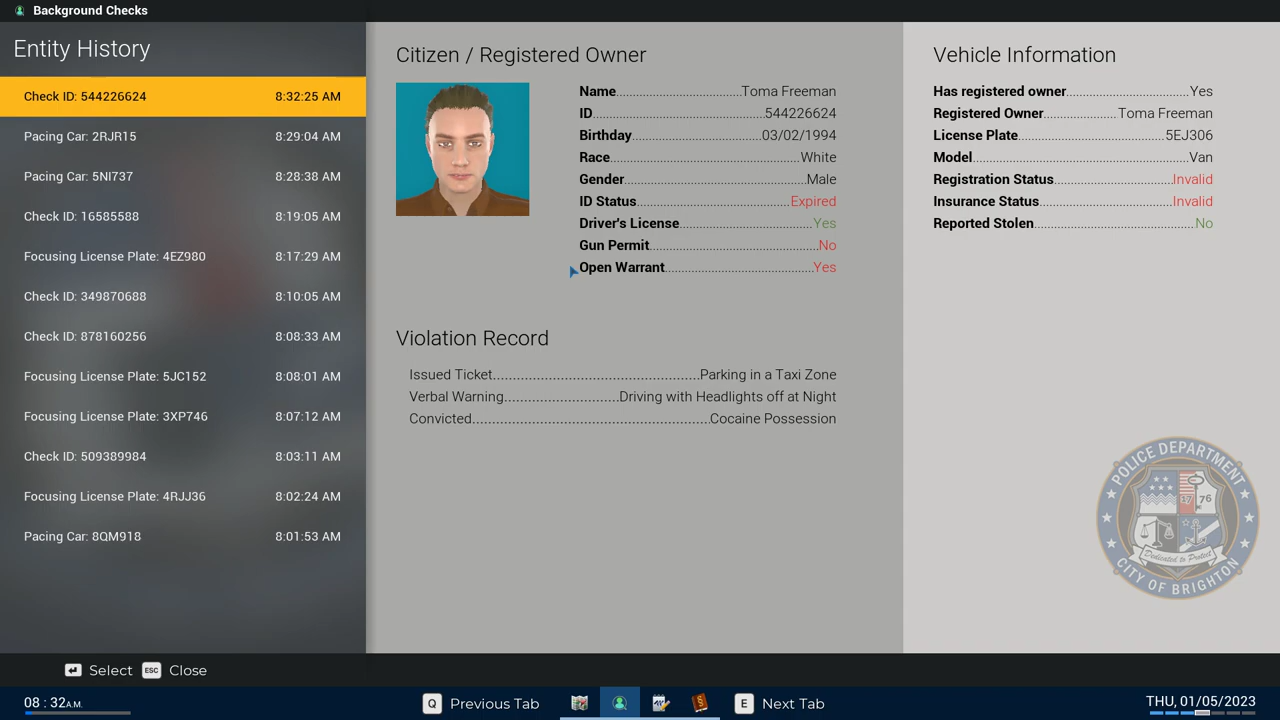 Background Checks
Entity History
Check ID: 544226624 8:32:25 AM
Pacing Car: 2RJR15 8:29:04 AM
Pacing Car: 5NI737 8:28:38 AM
Check ID: 16585588 8:19:05 AM
Focusing License Plate: 4EZ980 8:17:29 AM
Check ID: 349870688 8:10:05 AM
Check ID: 878160256 8:08:33 AM
Focusing License Plate: 5JC152 8:08:01 AM
Focusing License Plate: 3XP746 8:07:12 AM
Check ID: 509389984 8:03:11 AM
Focusing License Plate: 4RJJ36 8:02:24 AM
Pacing Car: 8QM918 8:01:53 AM
Citizen / Registered Owner
Name Toma Freeman
ID 544226624
Birthday 03/02/1994
Race White
Gender Male
ID Status Expired
Driver's License Yes
Gun Permit No
Open Warrant Yes
Violation Record
Issued Ticket Parking in a Taxi Zone
Verbal Warning Driving with Headlights off at Night
Convicted Cocaine Possession
Vehicle Information
Has registered owner Yes
Registered Owner Toma Freeman
License Plate 5EJ306
Model Van
Registration Status Invalid
Insurance Status Invalid
Reported Stolen No
POLICE DEPARTMENT
17 76
Dedicated to Protect
CITY OF BRIGHTON
Select ESC Close
08 : 32 A.M.
Q Previous Tab
E Next Tab
THU, 01/05/2023